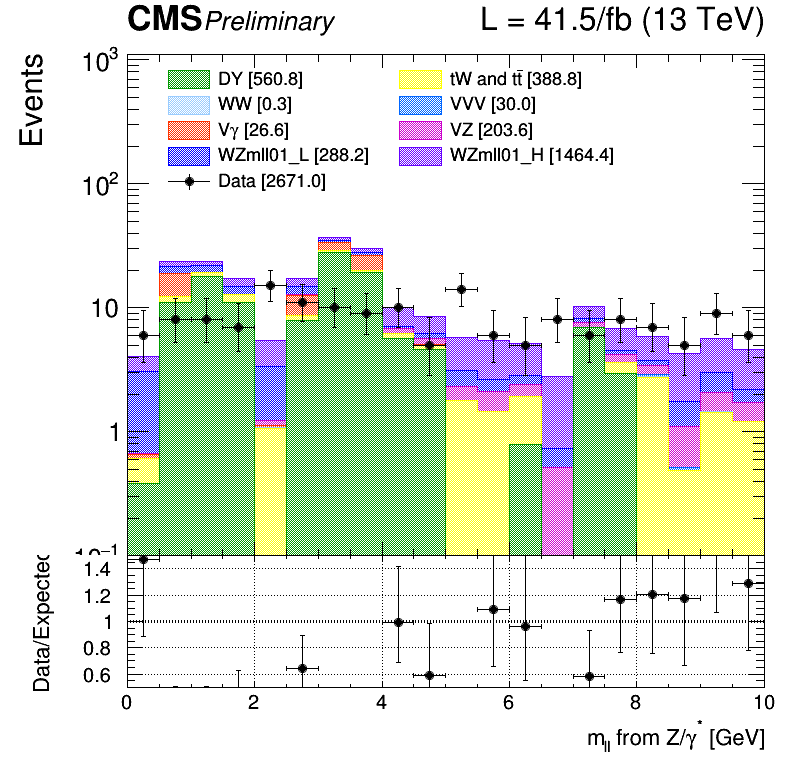 CMS Preliminary L = 41.5/fb (13 TeV)
Events
10³
10²
10
1
10⁻¹
DY [560.8] tW and tt̄ [388.8]
WW [0.3] VVV [30.0]
Vγ [26.6] VZ [203.6]
WZmll01_L [288.2] WZmll01_H [1464.4]
Data [2671.0]
Data/Expected
1.4
1.2
1
0.8
0.6
0 2 4 6 8 10
m_ll from Z/γ* [GeV]